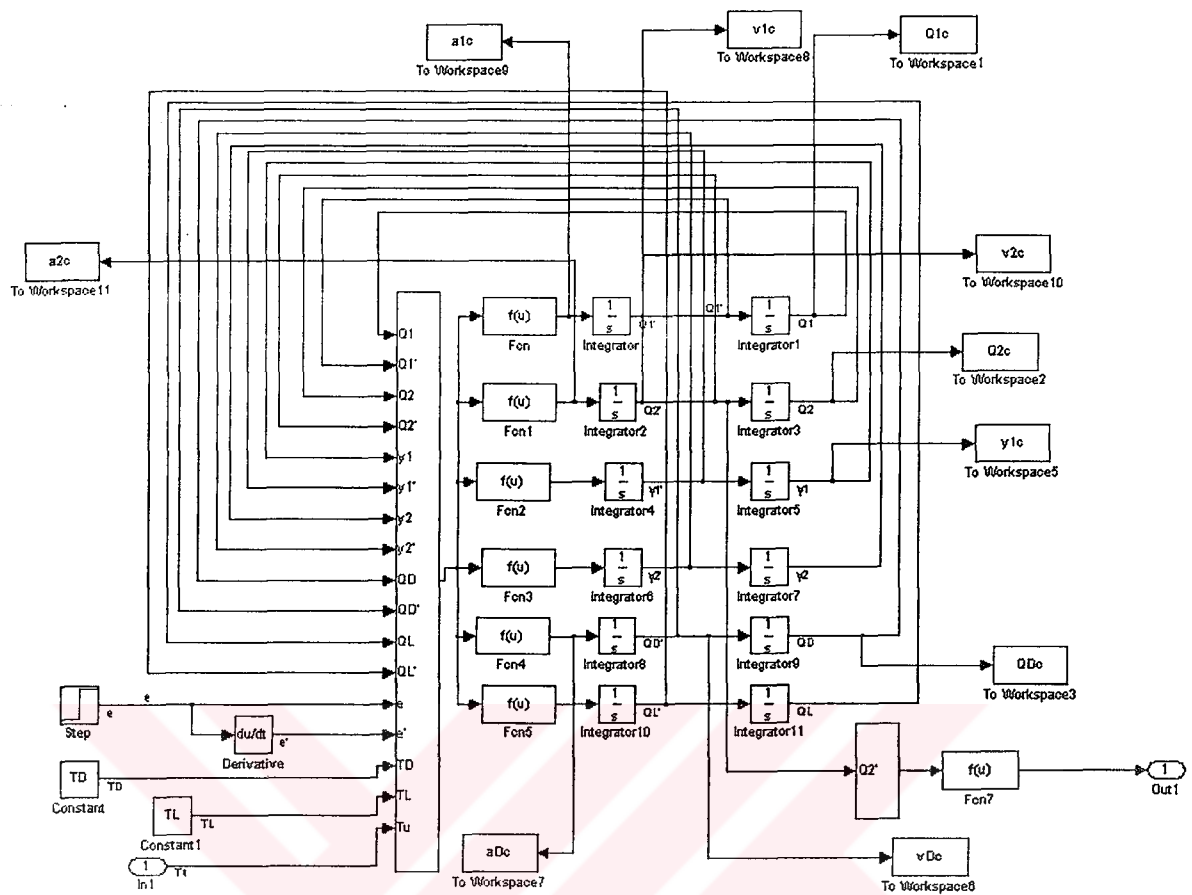 a1c
To Workspace9
v1c
To Workspace8
Q1c
To Workspace1
a2c
To Workspace11
v2c
To Workspace10
Q1
Q1'
Q2
Q2'
y1
y1'
y2
y2'
QD
QD'
QL
QL'
e
e'
TD
TL
Tu
f(u)
Fcn
1
s
Integrator
Q1'
Q1'
1
s
Integrator1
Q1
Q2c
To Workspace2
f(u)
Fcn1
1
s
Integrator2
Q2'
1
s
Integrator3
Q2
y1c
To Workspace5
f(u)
Fcn2
1
s
Integrator4
y1'
1
s
Integrator5
y1
f(u)
Fcn3
1
s
Integrator6
y2'
1
s
Integrator7
y2
f(u)
Fcn4
1
s
Integrator8
QD'
1
s
Integrator9
QD
QDc
To Workspace3
f(u)
Fcn5
1
s
Integrator10
QL'
1
s
Integrator11
QL
Step
e
e
du/dt
e'
Derivative
TD
TD
Constant
TL
TL
Constant1
1
In1
Q2'
f(u)
Fcn7
1
Out1
aDc
To Workspace7
vDc
To Workspace6